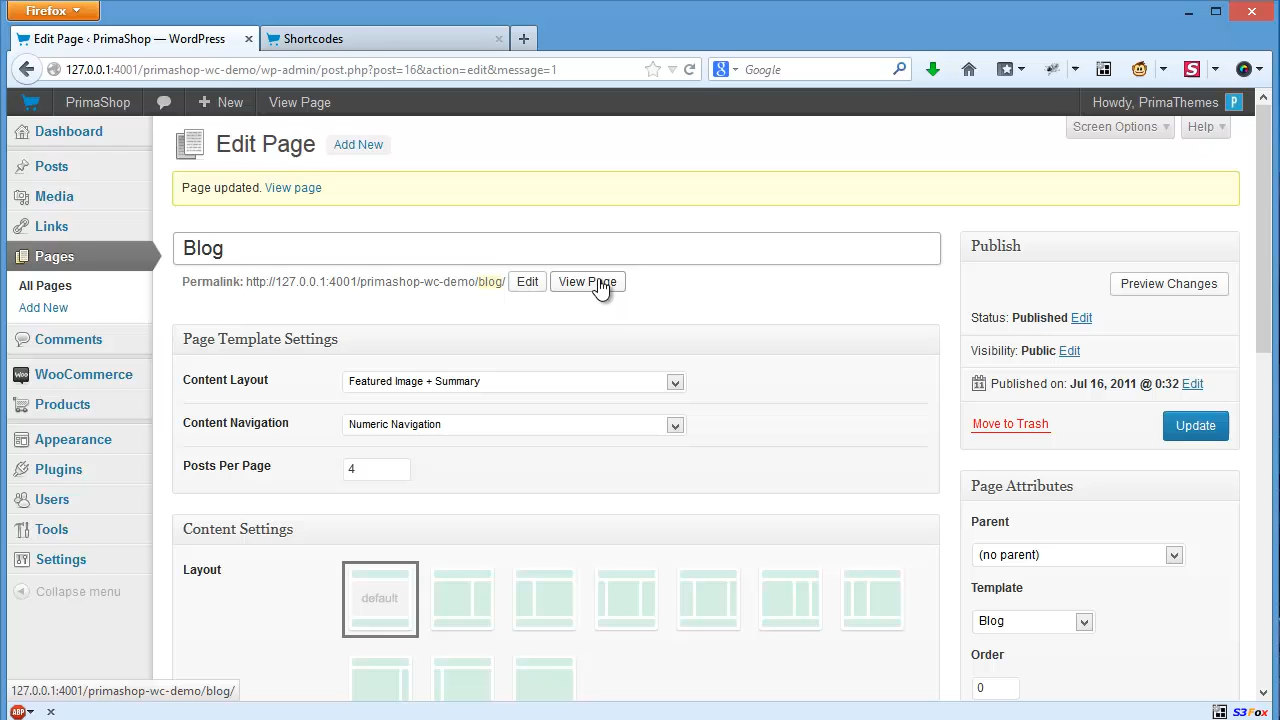 Firefox
Edit Page ‹ PrimaShop — WordPress
Shortcodes
127.0.0.1:4001/primashop-wc-demo/wp-admin/post.php?post=16&action=edit&message=1
Google
PrimaShop
New
View Page
Howdy, PrimaThemes
Screen Options
Help
Dashboard
Posts
Media
Links
Pages
All Pages
Add New
Comments
WooCommerce
Products
Appearance
Plugins
Users
Tools
Settings
Collapse menu
Edit Page
Add New
Page updated. View page
Blog
Permalink: http://127.0.0.1:4001/primashop-wc-demo/blog/ Edit View Page
Page Template Settings
Content Layout Featured Image + Summary
Content Navigation Numeric Navigation
Posts Per Page 4
Content Settings
Layout
default
Publish
Preview Changes
Status: Published Edit
Visibility: Public Edit
Published on: Jul 16, 2011 @ 0:32 Edit
Move to Trash
Update
Page Attributes
Parent
(no parent)
Template
Blog
Order
0
127.0.0.1:4001/primashop-wc-demo/blog/
ABP
S3Fox